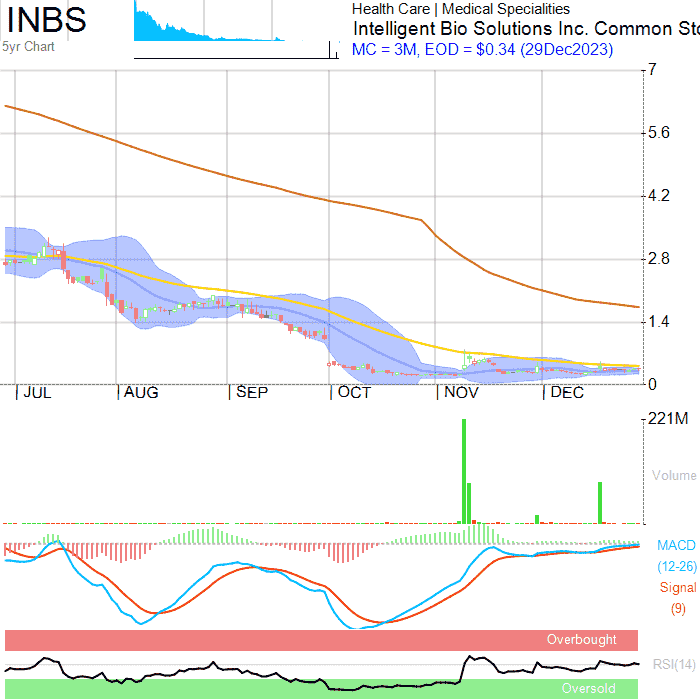 INBS
5yr Chart
Health Care | Medical Specialities
Intelligent Bio Solutions Inc. Common Sto
MC = 3M, EOD = $0.34 (29Dec2023)
7
5.6
4.2
2.8
1.4
0
JUL AUG SEP OCT NOV DEC
221M
Volume
MACD
(12-26)
Signal
(9)
Overbought
RSI(14)
Oversold